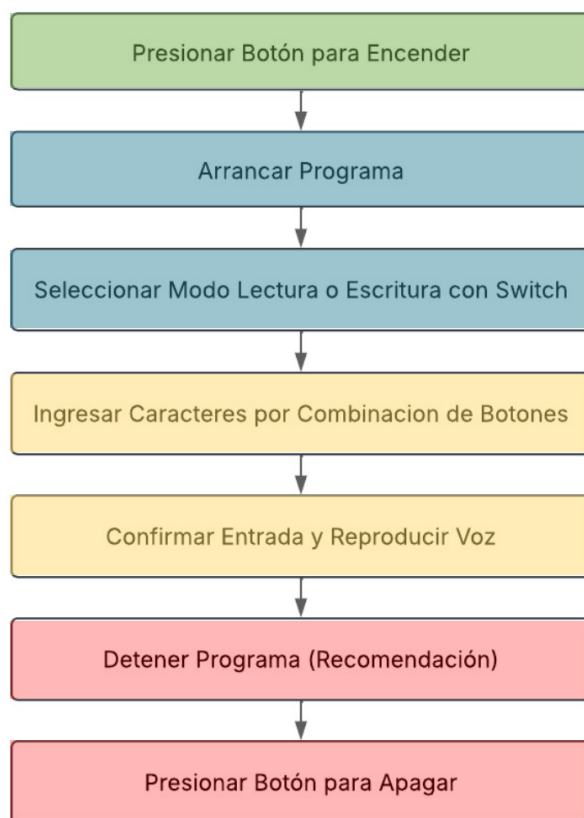 Presionar Botón para Encender
Arrancar Programa
Seleccionar Modo Lectura o Escritura con Switch
Ingresar Caracteres por Combinacion de Botones
Confirmar Entrada y Reproducir Voz
Detener Programa (Recomendación)
Presionar Botón para Apagar